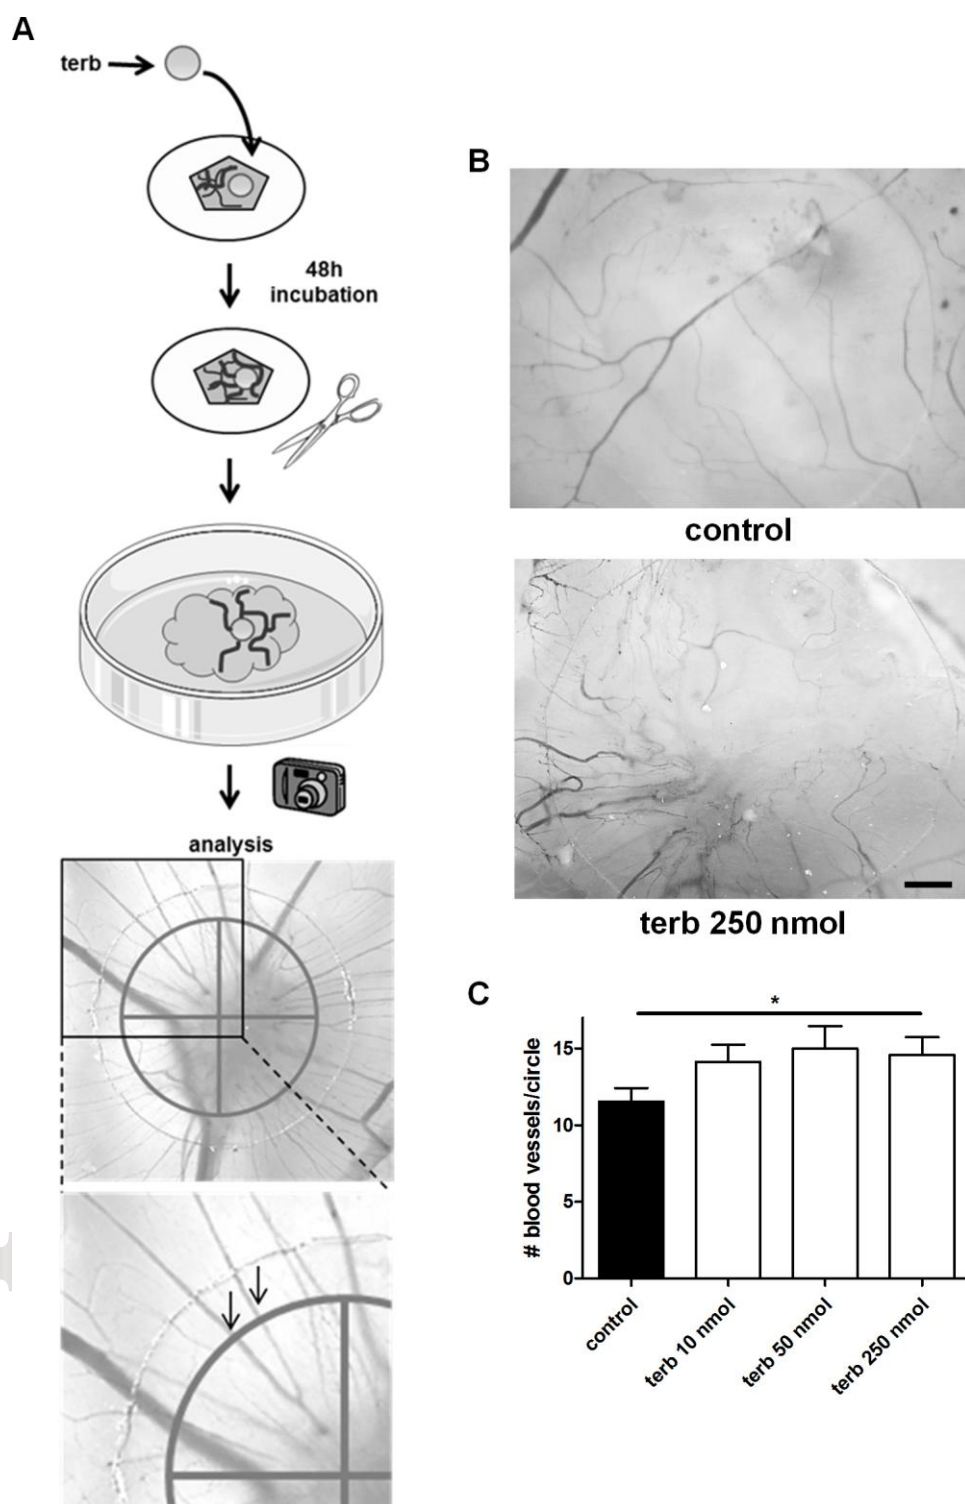 A
terb
48h
incubation
analysis
B
control
terb 250 nmol
C
*
# blood vessels/circle
15
10
5
0
control
terb 10 nmol
terb 50 nmol
terb 250 nmol